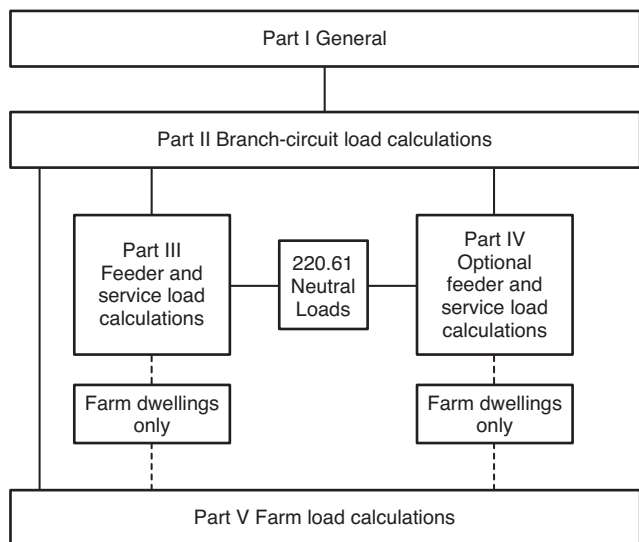 Part I General
Part II Branch-circuit load calculations
Part III
Feeder and
service load
calculations
220.61
Neutral
Loads
Part IV
Optional
feeder and
service load
calculations
Farm dwellings
only
Farm dwellings
only
Part V Farm load calculations